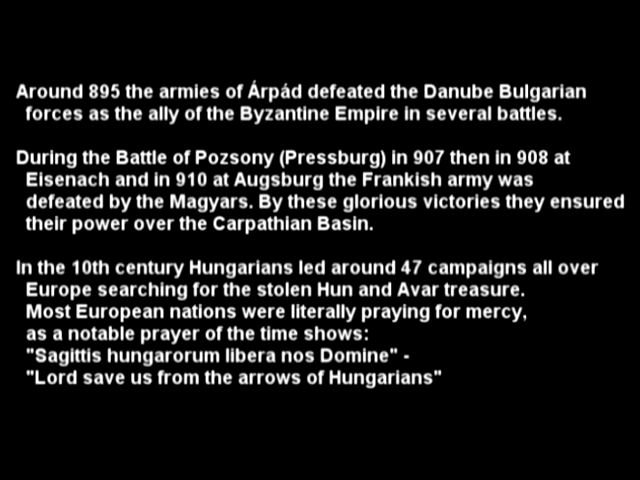 Around 895 the armies of Árpád defeated the Danube Bulgarian
forces as the ally of the Byzantine Empire in several battles.
During the Battle of Pozsony (Pressburg) in 907 then in 908 at
Eisenach and in 910 at Augsburg the Frankish army was
defeated by the Magyars. By these glorious victories they ensured
their power over the Carpathian Basin.
In the 10th century Hungarians led around 47 campaigns all over
Europe searching for the stolen Hun and Avar treasure.
Most European nations were literally praying for mercy,
as a notable prayer of the time shows:
"Sagittis hungarorum libera nos Domine" -
"Lord save us from the arrows of Hungarians"